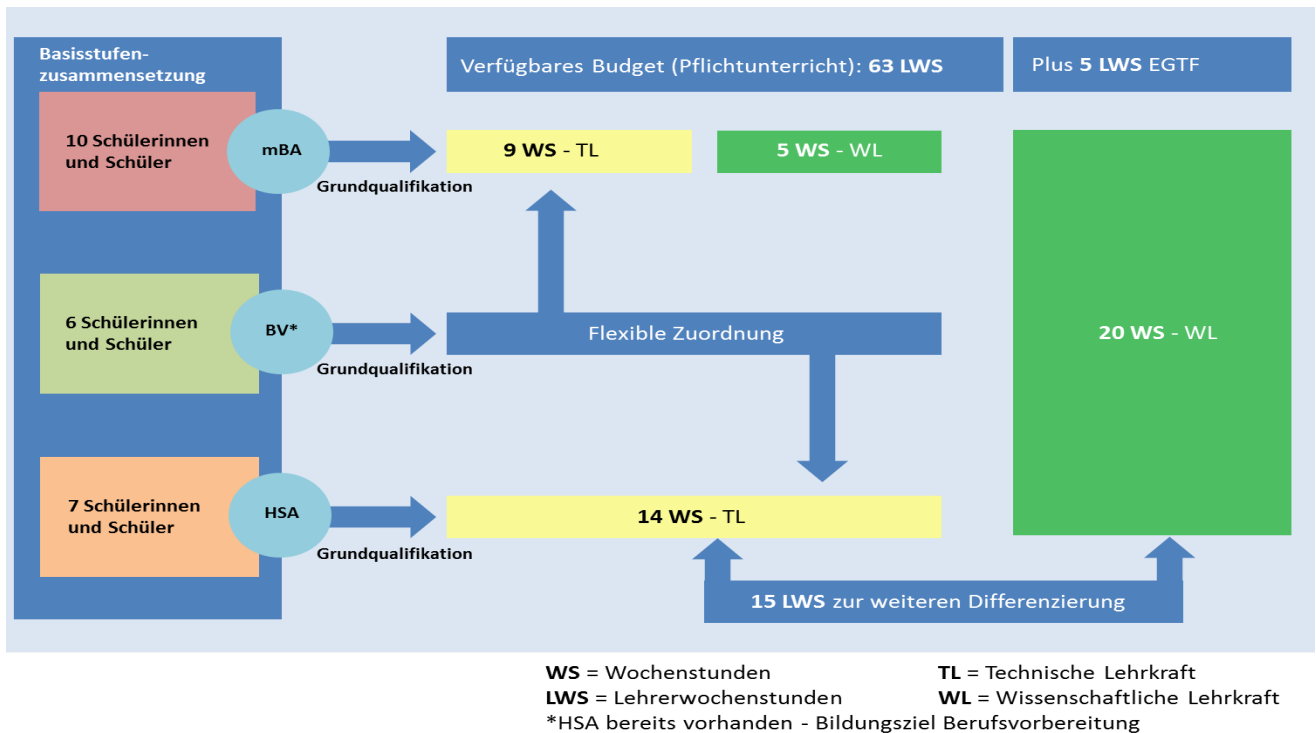 Basisstufen-
zusammensetzung
Verfügbares Budget (Pflichtunterricht): 63 LWS
Plus 5 LWS EGTF
10 Schülerinnen
und Schüler
mBA
Grundqualifikation
9 WS - TL
5 WS - WL
6 Schülerinnen
und Schüler
BV*
Grundqualifikation
Flexible Zuordnung
20 WS - WL
7 Schülerinnen
und Schüler
HSA
Grundqualifikation
14 WS - TL
15 LWS zur weiteren Differenzierung
WS = Wochenstunden
TL = Technische Lehrkraft
LWS = Lehrerwochenstunden
WL = Wissenschaftliche Lehrkraft
*HSA bereits vorhanden - Bildungsziel Berufsvorbereitung